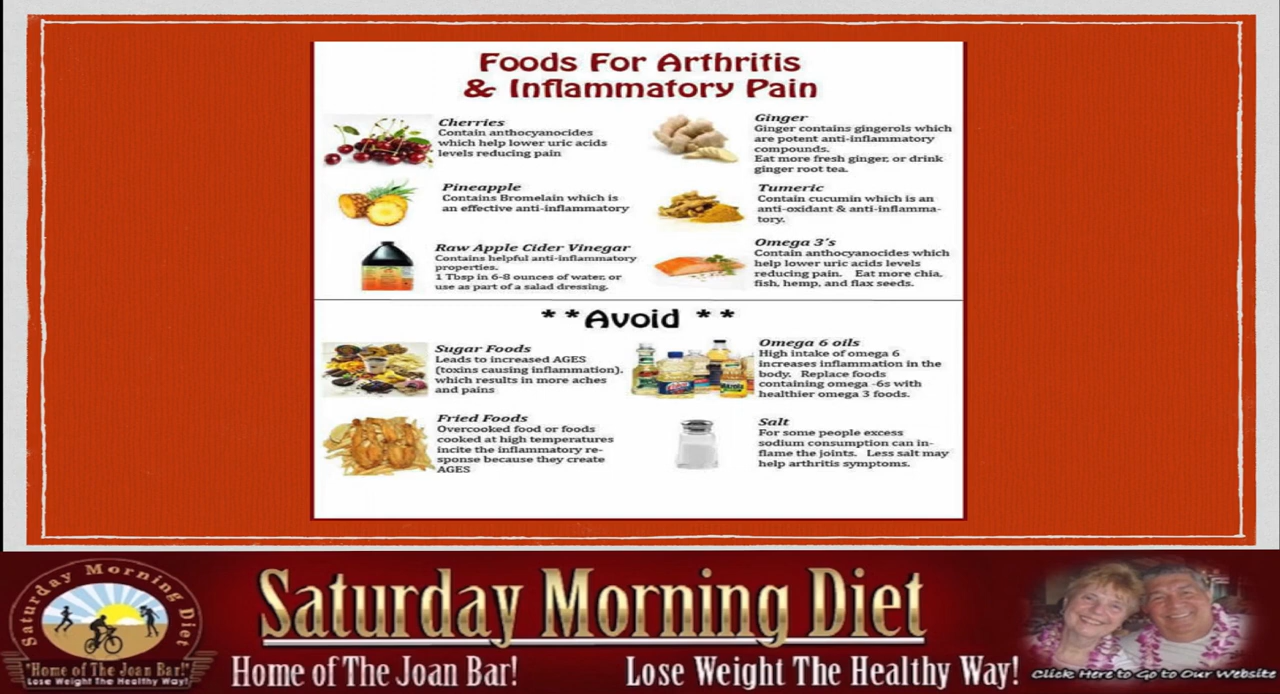 Foods For Arthritis
& Inflammatory Pain
Cherries
Contain anthocyanocides
which help lower uric acids
levels reducing pain
Ginger
Ginger contains gingerols which
are potent anti-inflammatory
compounds.
Eat more fresh ginger, or drink
ginger root tea.
Pineapple
Contains Bromelain which is
an effective anti-inflammatory
Tumeric
Contain cucumin which is an
anti-oxidant & anti-inflamma-
tory.
Raw Apple Cider Vinegar
Contains helpful anti-inflammatory
properties.
1 Tbsp in 6-8 ounces of water, or
use as part of a salad dressing.
Omega 3's
Contain anthocyanocides which
help lower uric acids levels
reducing pain. Eat more chia,
fish, hemp, and flax seeds.
**Avoid **
Sugar Foods
Leads to increased AGES
(toxins causing inflammation).
which results in more aches
and pains
Omega 6 oils
High intake of omega 6
increases inflammation in the
body. Replace foods
containing omega -6s with
healthier omega 3 foods.
MAZOLA
Fried Foods
Overcooked food or foods
cooked at high temperatures
incite the inflammatory re-
sponse because they create
AGES
Salt
For some people excess
sodium consumption can in-
flame the joints. Less salt may
help arthritis symptoms.
Saturday Morning Diet
"Home of The Joan Bar!"
Lose Weight The Healthy Way!
Saturday Morning Diet
Home of The Joan Bar!
Lose Weight The Healthy Way!
Click Here to Go to Our Website